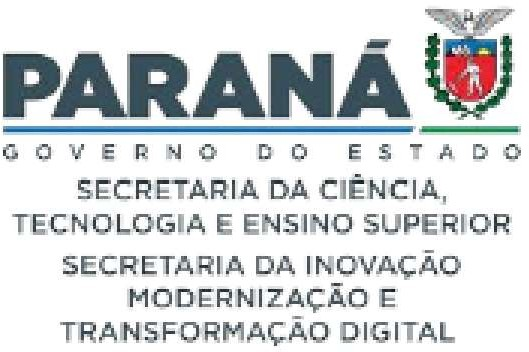 PARANÁ
GOVERNO DO ESTADO
SECRETARIA DA CIÊNCIA,
TECNOLOGIA E ENSINO SUPERIOR
SECRETARIA DA INOVAÇÃO
MODERNIZAÇÃO E
TRANSFORMAÇÃO DIGITAL